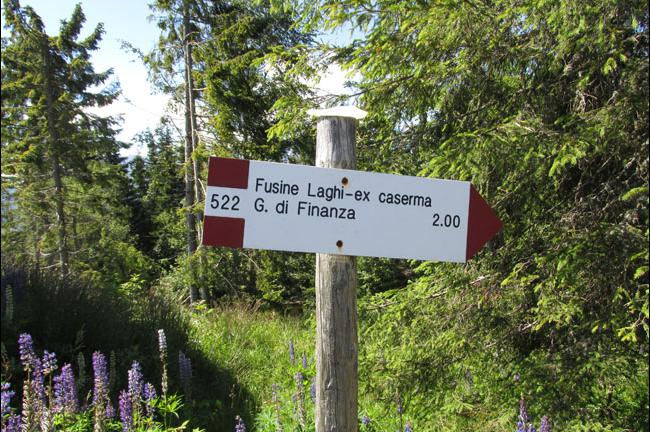 522
Fusine Laghi-ex caserma
G. di Finanza 2.00